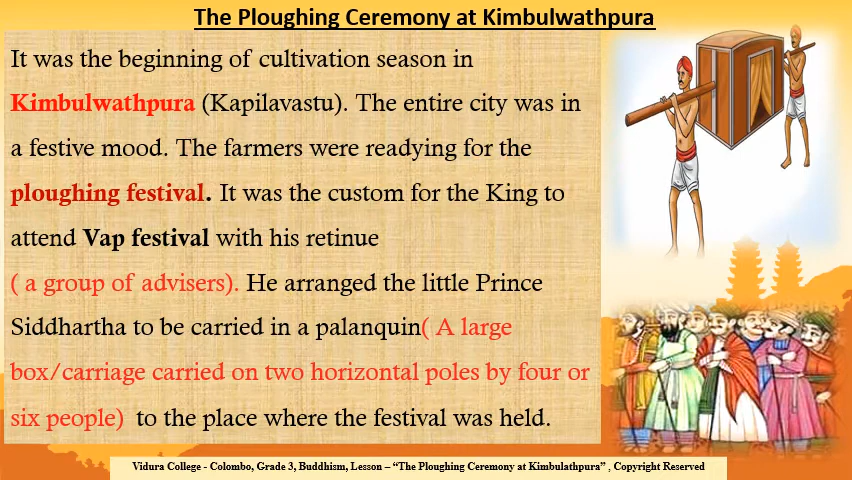 The Ploughing Ceremony at Kimbulwathpura
It was the beginning of cultivation season in
Kimbulwathpura (Kapilavastu). The entire city was in
a festive mood. The farmers were readying for the
ploughing festival. It was the custom for the King to
attend Vap festival with his retinue
( a group of advisers). He arranged the little Prince
Siddhartha to be carried in a palanquin( A large
box/carriage carried on two horizontal poles by four or
six people)  to the place where the festival was held.
Vidura College - Colombo, Grade 3, Buddhism, Lesson – “The Ploughing Ceremony at Kimbulathpura” , Copyright Reserved